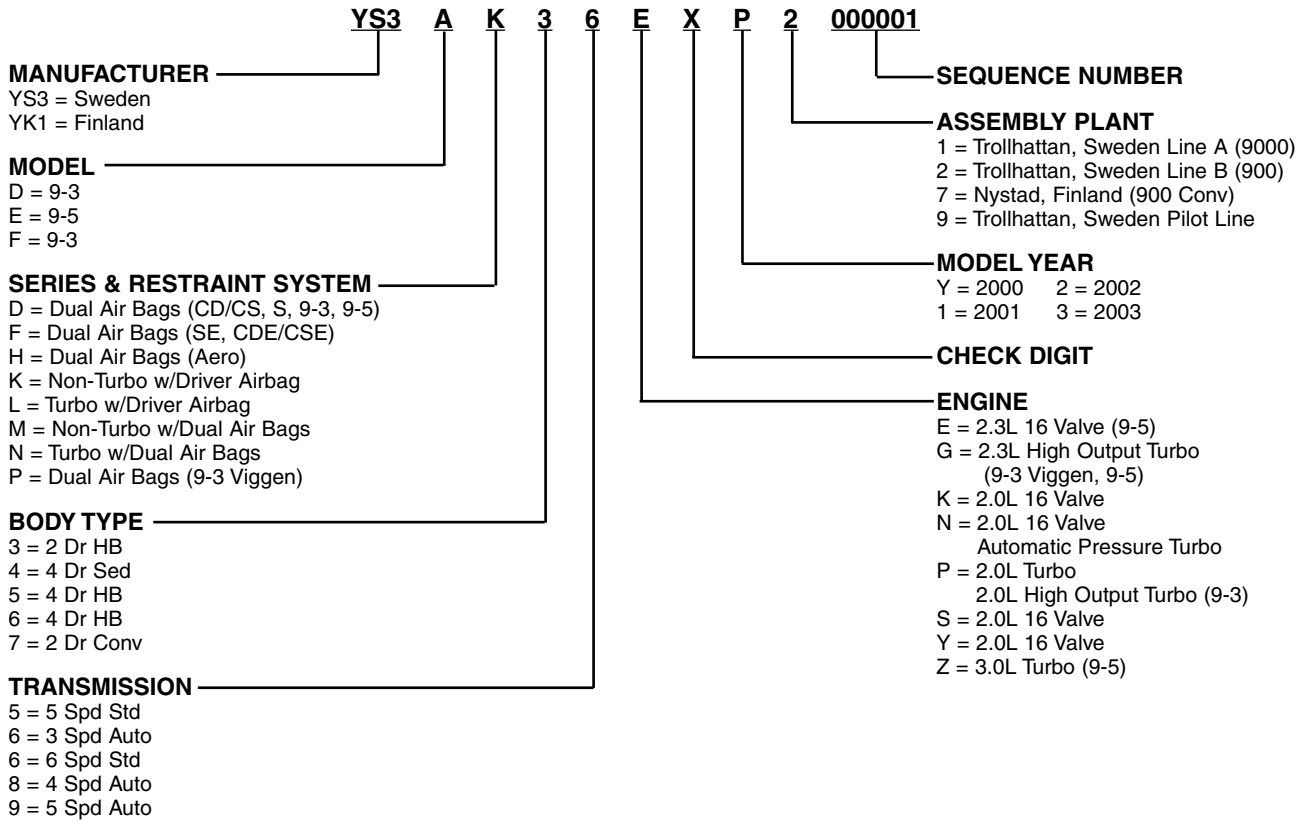 YS3 A K 3 6 E X P 2 000001
MANUFACTURER
YS3 = Sweden
YK1 = Finland
MODEL
D = 9-3
E = 9-5
F = 9-3
SERIES & RESTRAINT SYSTEM
D = Dual Air Bags (CD/CS, S, 9-3, 9-5)
F = Dual Air Bags (SE, CDE/CSE)
H = Dual Air Bags (Aero)
K = Non-Turbo w/Driver Airbag
L = Turbo w/Driver Airbag
M = Non-Turbo w/Dual Air Bags
N = Turbo w/Dual Air Bags
P = Dual Air Bags (9-3 Viggen)
BODY TYPE
3 = 2 Dr HB
4 = 4 Dr Sed
5 = 4 Dr HB
6 = 4 Dr HB
7 = 2 Dr Conv
TRANSMISSION
5 = 5 Spd Std
6 = 3 Spd Auto
6 = 6 Spd Std
8 = 4 Spd Auto
9 = 5 Spd Auto
SEQUENCE NUMBER
ASSEMBLY PLANT
1 = Trollhattan, Sweden Line A (9000)
2 = Trollhattan, Sweden Line B (900)
7 = Nystad, Finland (900 Conv)
9 = Trollhattan, Sweden Pilot Line
MODEL YEAR
Y = 2000 2 = 2002
1 = 2001 3 = 2003
CHECK DIGIT
ENGINE
E = 2.3L 16 Valve (9-5)
G = 2.3L High Output Turbo
(9-3 Viggen, 9-5)
K = 2.0L 16 Valve
N = 2.0L 16 Valve
Automatic Pressure Turbo
P = 2.0L Turbo
2.0L High Output Turbo (9-3)
S = 2.0L 16 Valve
Y = 2.0L 16 Valve
Z = 3.0L Turbo (9-5)